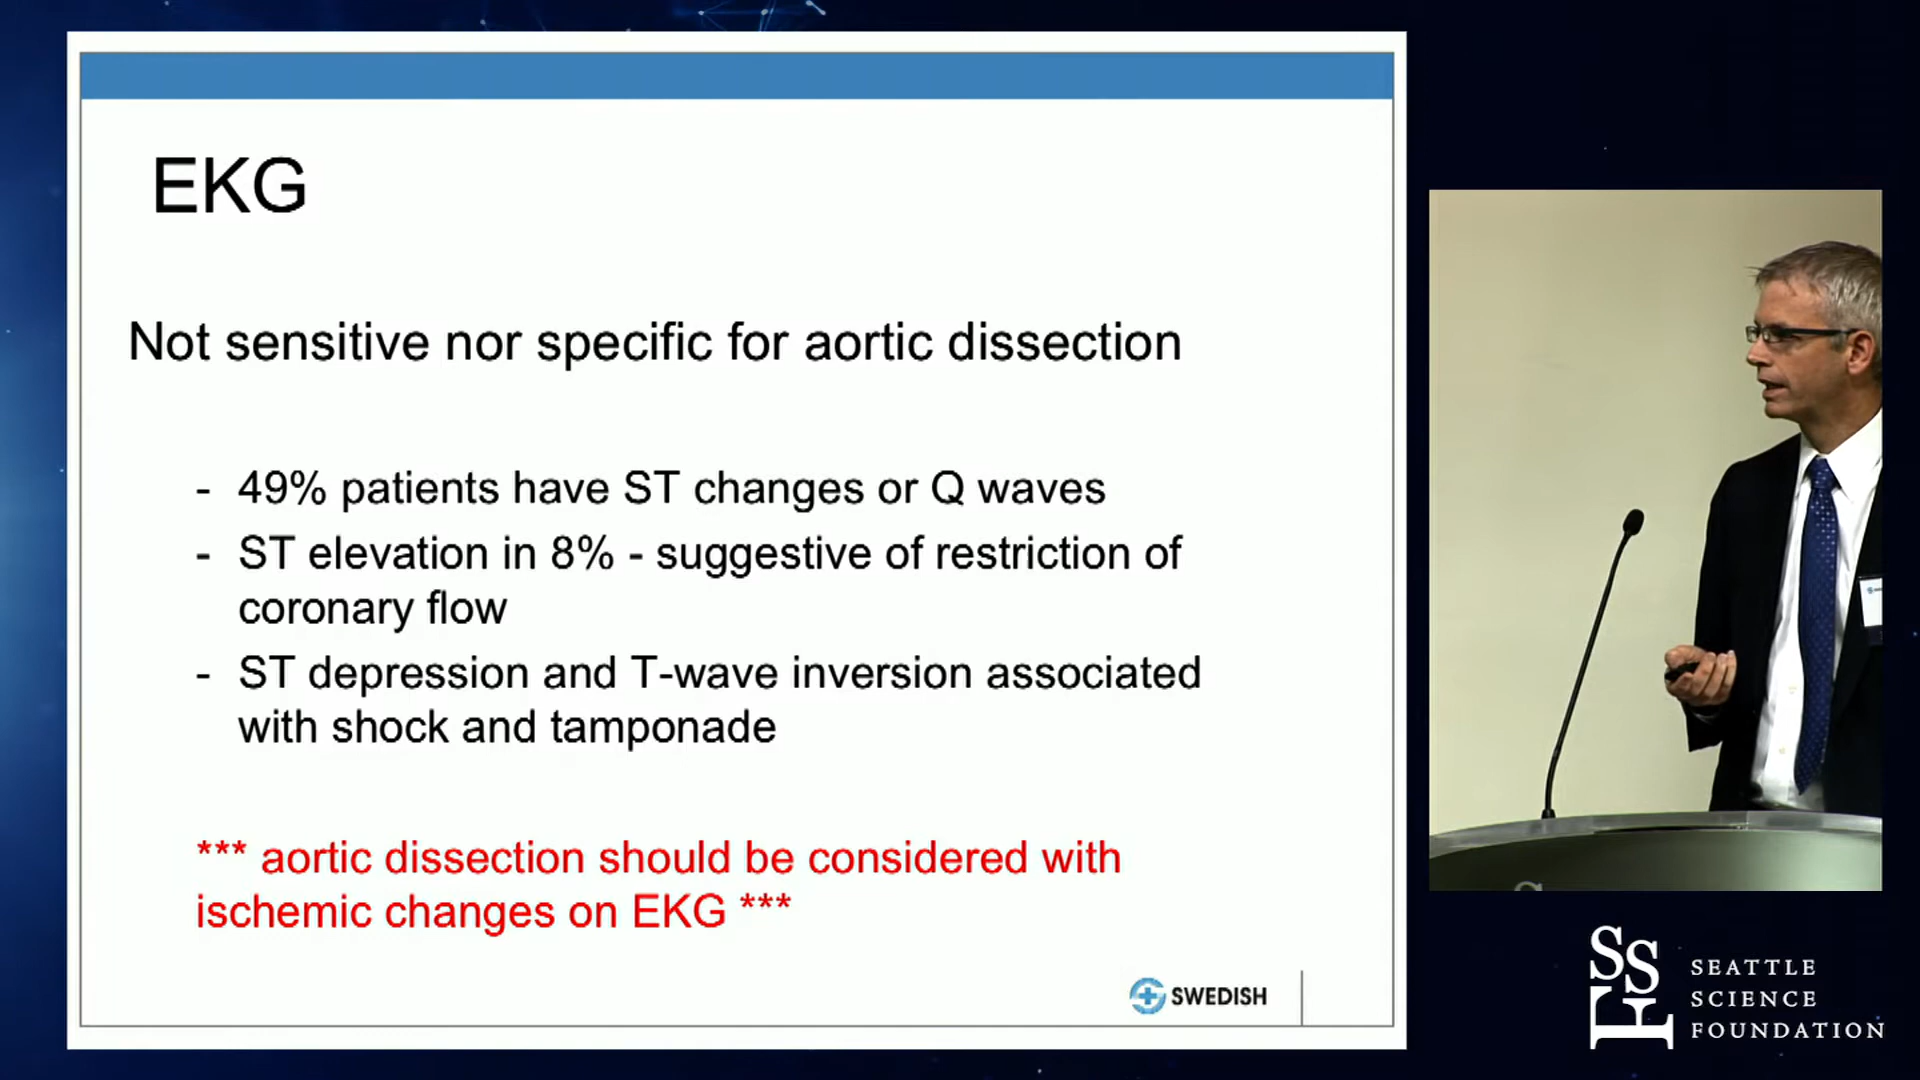 EKG
Not sensitive nor specific for aortic dissection
- 49% patients have ST changes or Q waves
- ST elevation in 8% - suggestive of restriction of
coronary flow
- ST depression and T-wave inversion associated
with shock and tamponade
*** aortic dissection should be considered with
ischemic changes on EKG ***
SWEDISH
SSF
SEATTLE
SCIENCE
FOUNDATION